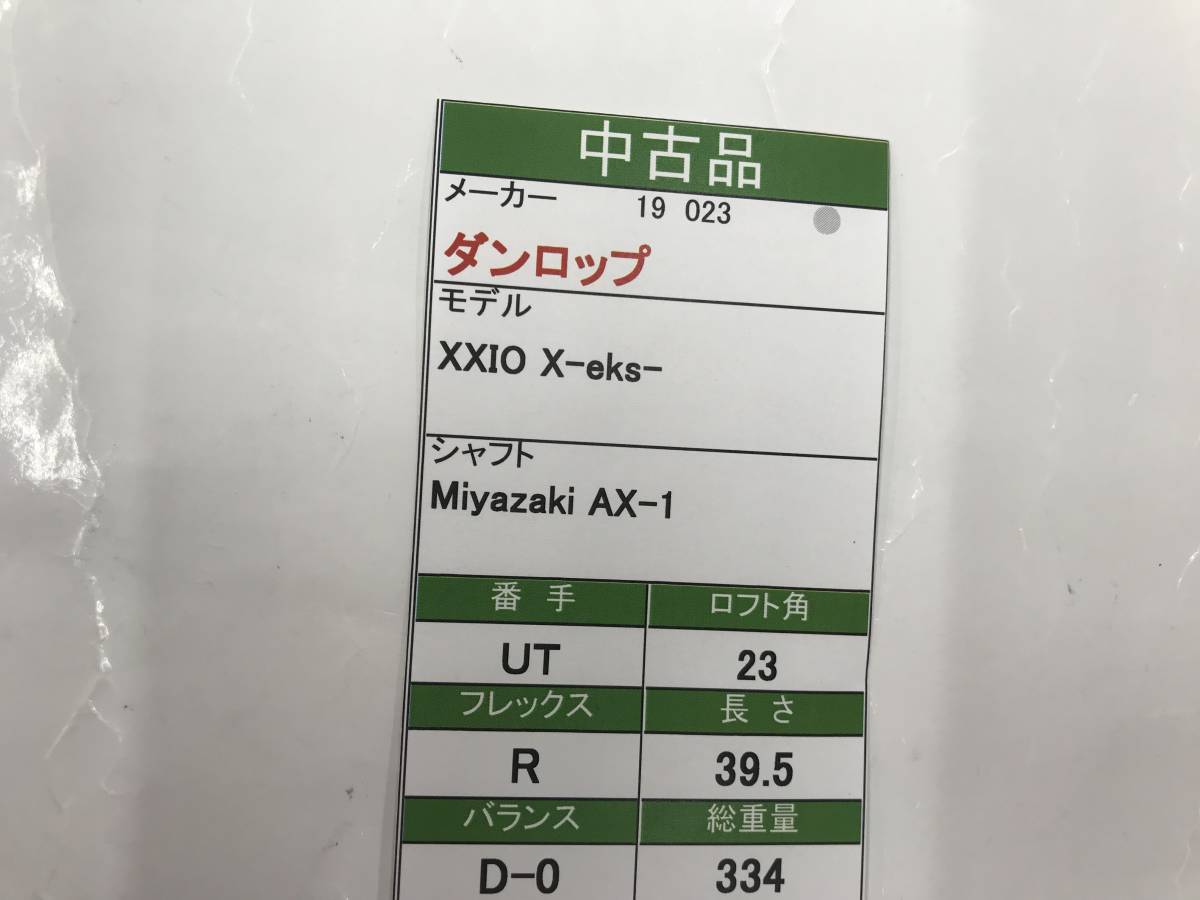 中古品
メーカー 19 023
ダンロップ
モデル
XXIO X-eks-
シャフト
Miyazaki AX-1
番 手 ロフト角
UT 23
フレックス 長 さ
R 39.5
バランス 総重量
D-0 334